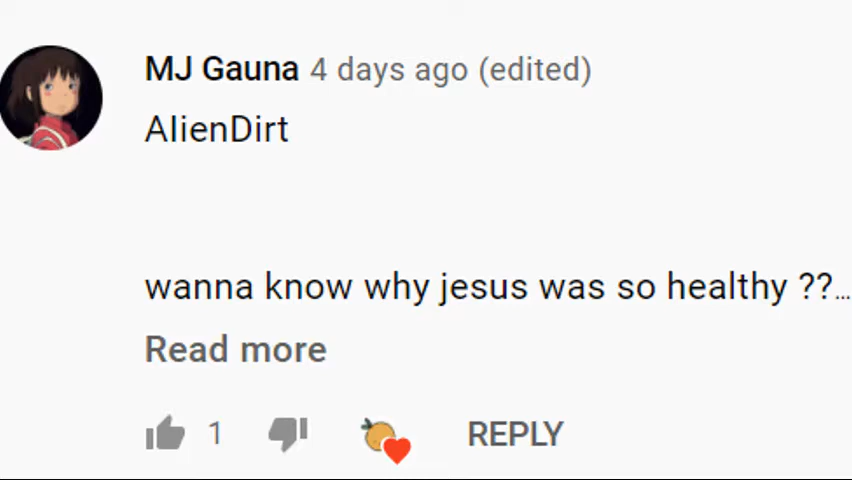 MJ Gauna 4 days ago (edited)
AlienDirt
wanna know why jesus was so healthy ??...
Read more
1 REPLY